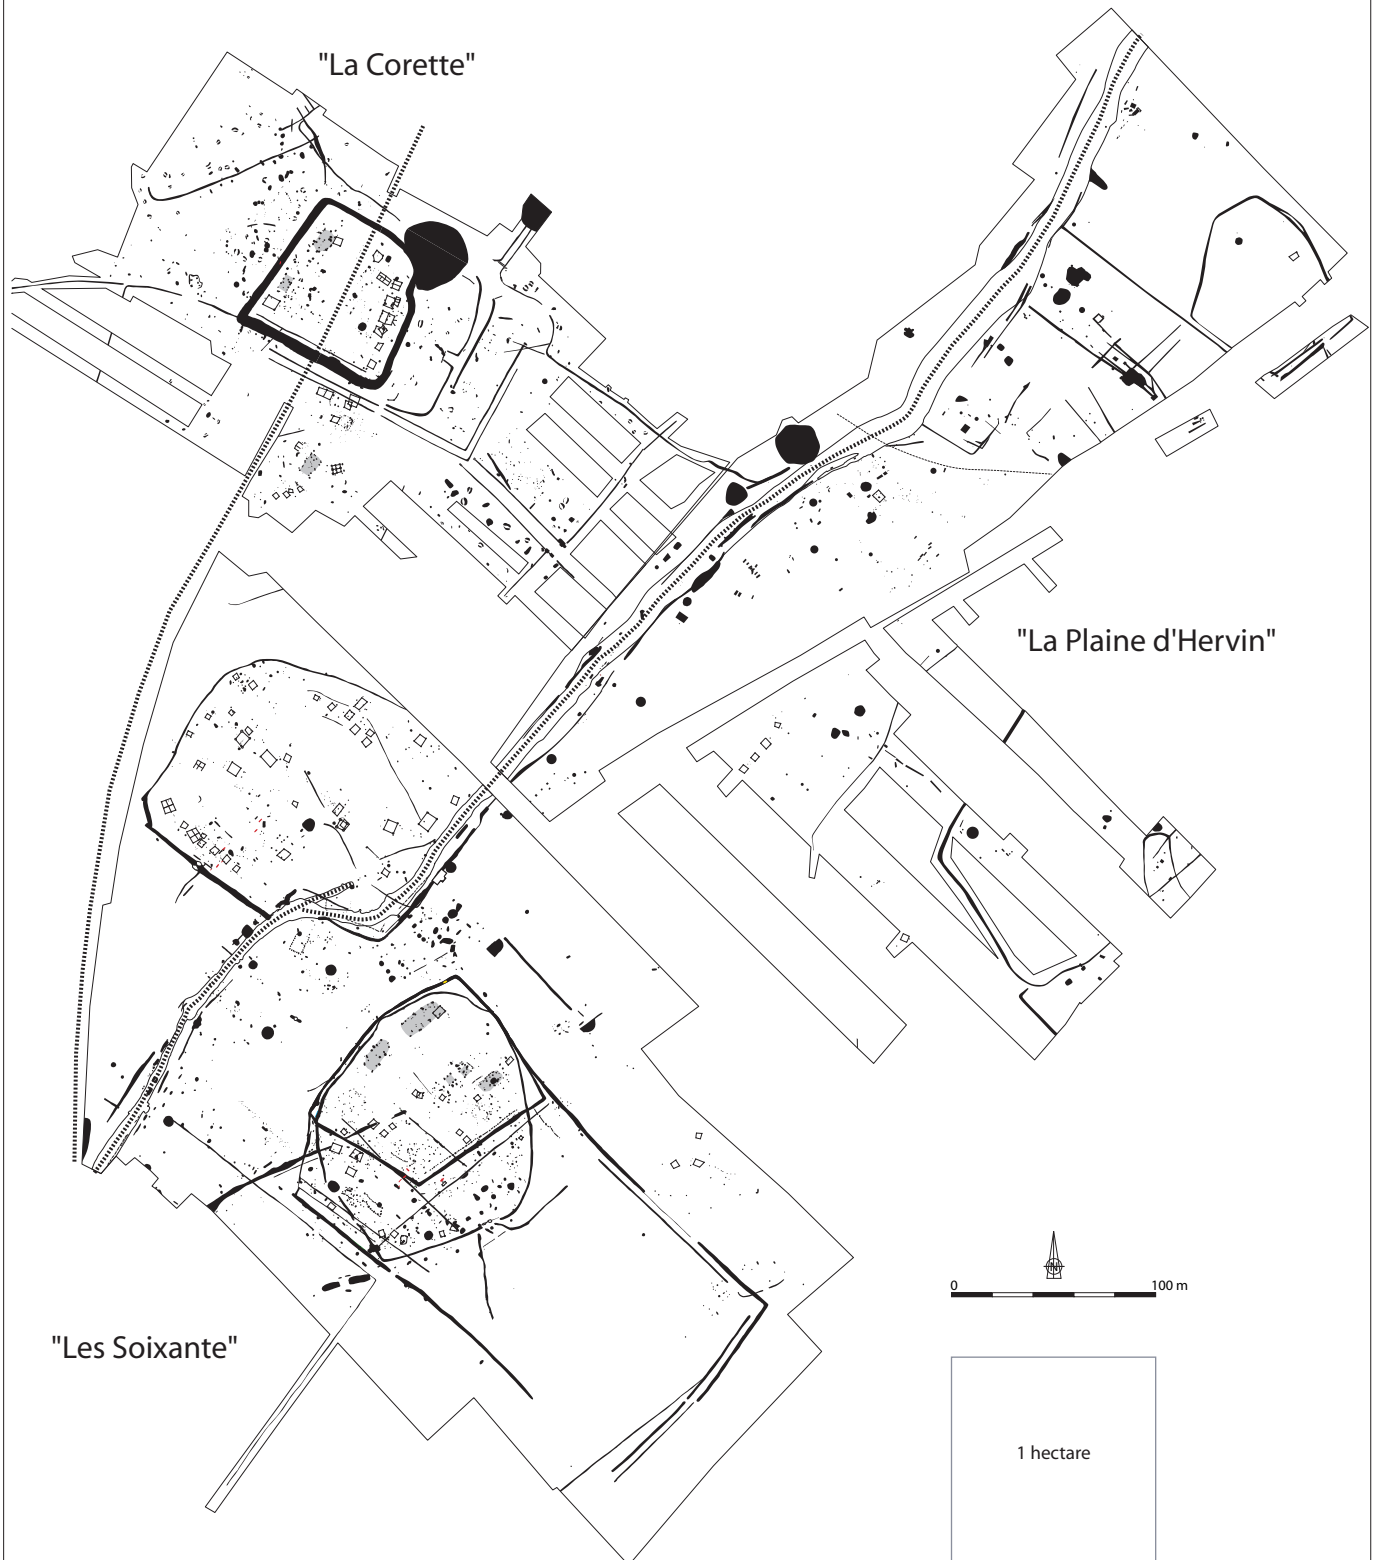 "La Corette"
"La Plaine d'Hervin"
"Les Soixante"
N
0 100 m
1 hectare